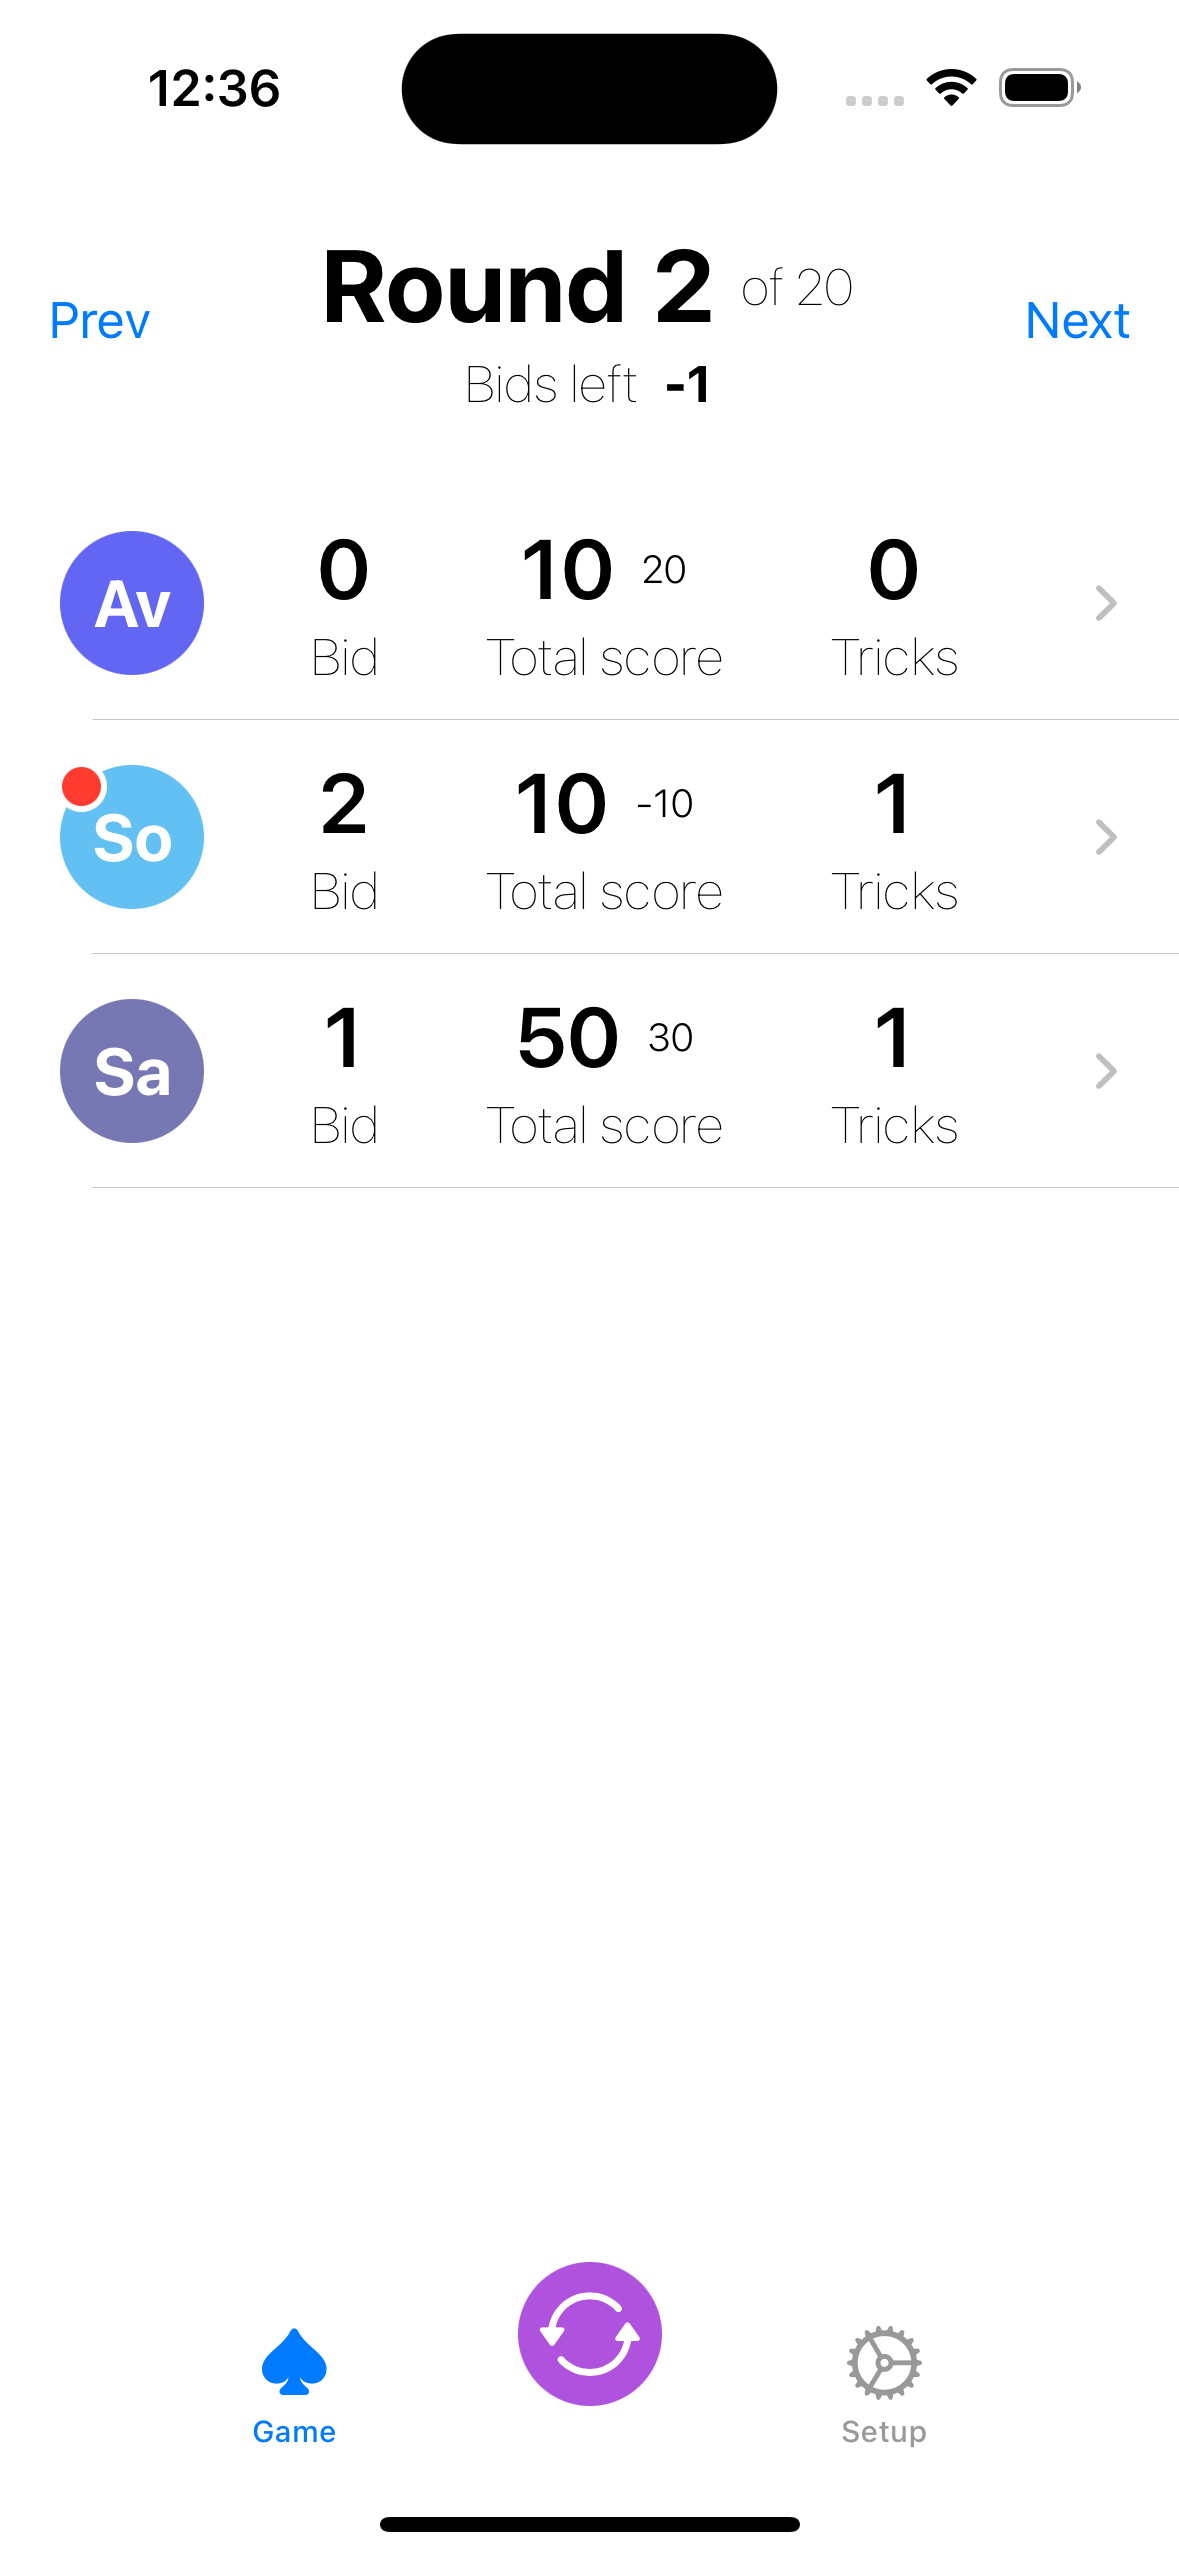 12:36
Prev
Round 2 of 20
Next
Bids left -1
Av
0 10 20 0
Bid Total score Tricks
So
2 10 -10 1
Bid Total score Tricks
Sa
1 50 30 1
Bid Total score Tricks
Game
Setup